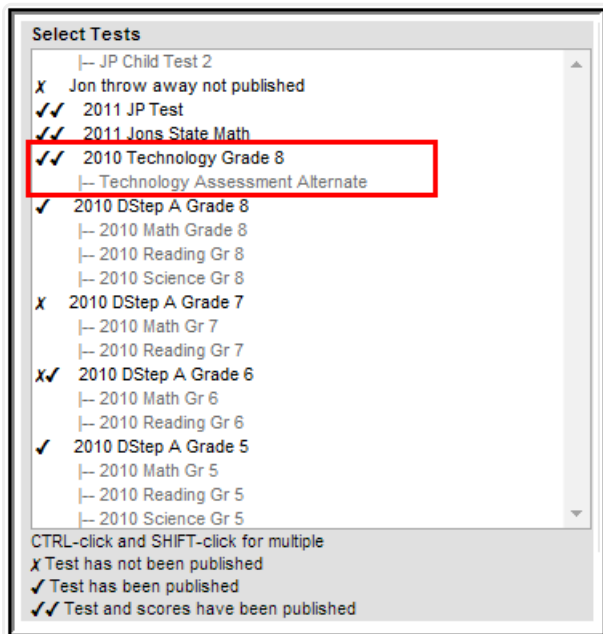 Select Tests
|-- JP Child Test 2
✗ Jon throw away not published
✓✓ 2011 JP Test
✓✓ 2011 Jons State Math
✓✓ 2010 Technology Grade 8
|-- Technology Assessment Alternate
✓ 2010 DStep A Grade 8
|-- 2010 Math Grade 8
|-- 2010 Reading Gr 8
|-- 2010 Science Gr 8
✗ 2010 DStep A Grade 7
|-- 2010 Math Gr 7
|-- 2010 Reading Gr 7
✗✓ 2010 DStep A Grade 6
|-- 2010 Math Gr 6
|-- 2010 Reading Gr 6
✓ 2010 DStep A Grade 5
|-- 2010 Math Gr 5
|-- 2010 Reading Gr 5
|-- 2010 Science Gr 5
CTRL-click and SHIFT-click for multiple
✗ Test has not been published
✓ Test has been published
✓✓ Test and scores have been published